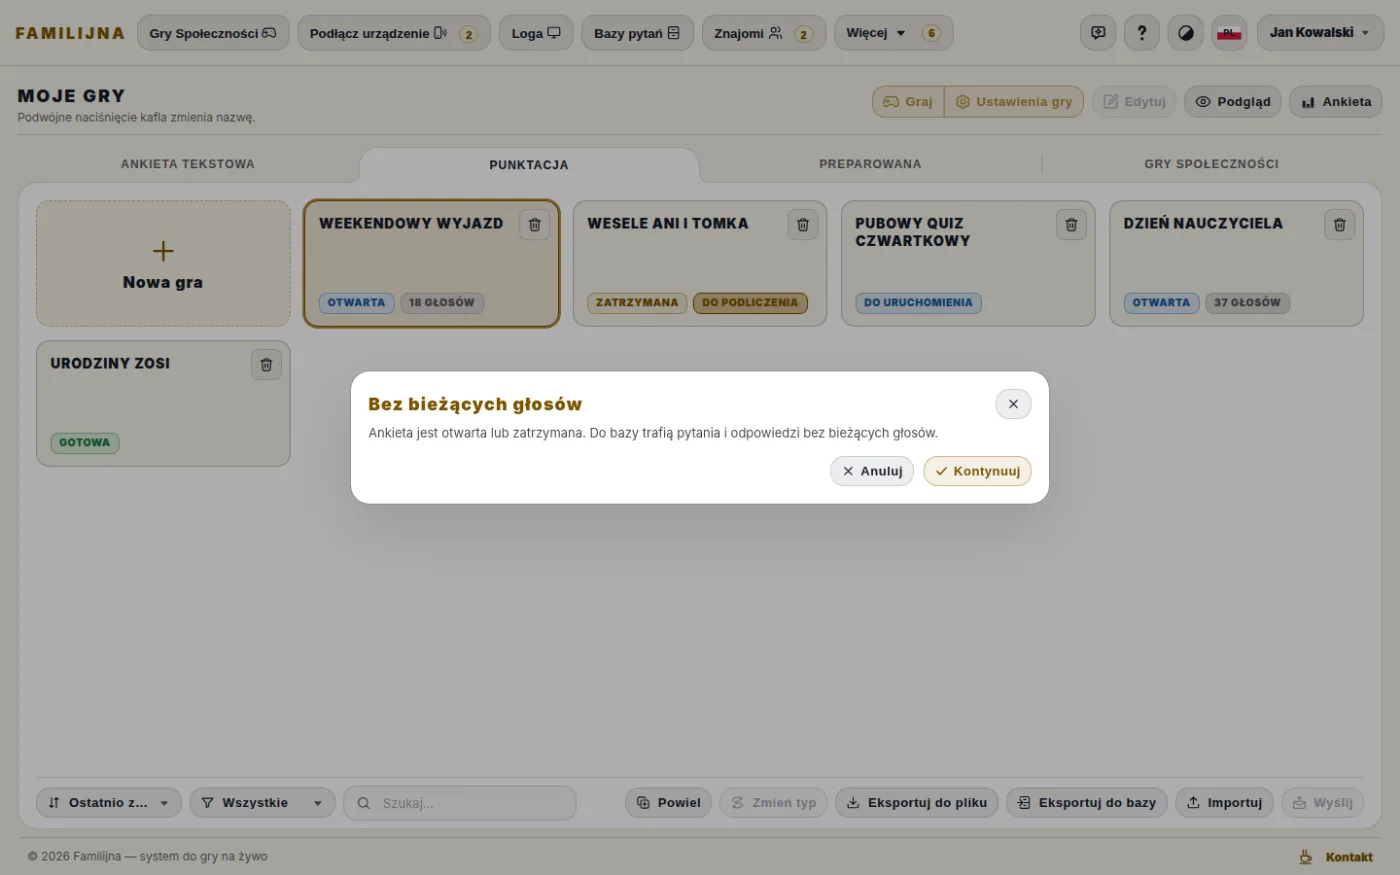 FAMILIJNA
Gry Społeczności
Podłącz urządzenie 2
Loga
Bazy pytań
Znajomi 2
Więcej 6
?
PL
Jan Kowalski
MOJE GRY
Podwójne naciśnięcie kafla zmienia nazwę.
Graj
Ustawienia gry
Edytuj
Podgląd
Ankieta
ANKIETA TEKSTOWA
PUNKTACJA
PREPAROWANA
GRY SPOŁECZNOŚCI
Nowa gra
WEEKENDOWY WYJAZD
OTWARTA
18 GŁOSÓW
WESELE ANI I TOMKA
ZATRZYMANA
DO PODLICZENIA
PUBOWY QUIZ
CZWARTKOWY
DO URUCHOMIENIA
DZIEŃ NAUCZYCIELA
OTWARTA
37 GŁOSÓW
URODZINY ZOSI
GOTOWA
Bez bieżących głosów
Ankieta jest otwarta lub zatrzymana. Do bazy trafią pytania i odpowiedzi bez bieżących głosów.
Anuluj
Kontynuuj
Ostatnio z...
Wszystkie
Szukaj...
Powiel
Zmień typ
Eksportuj do pliku
Eksportuj do bazy
Importuj
Wyślij
© 2026 Familijna — system do gry na żywo
Kontakt